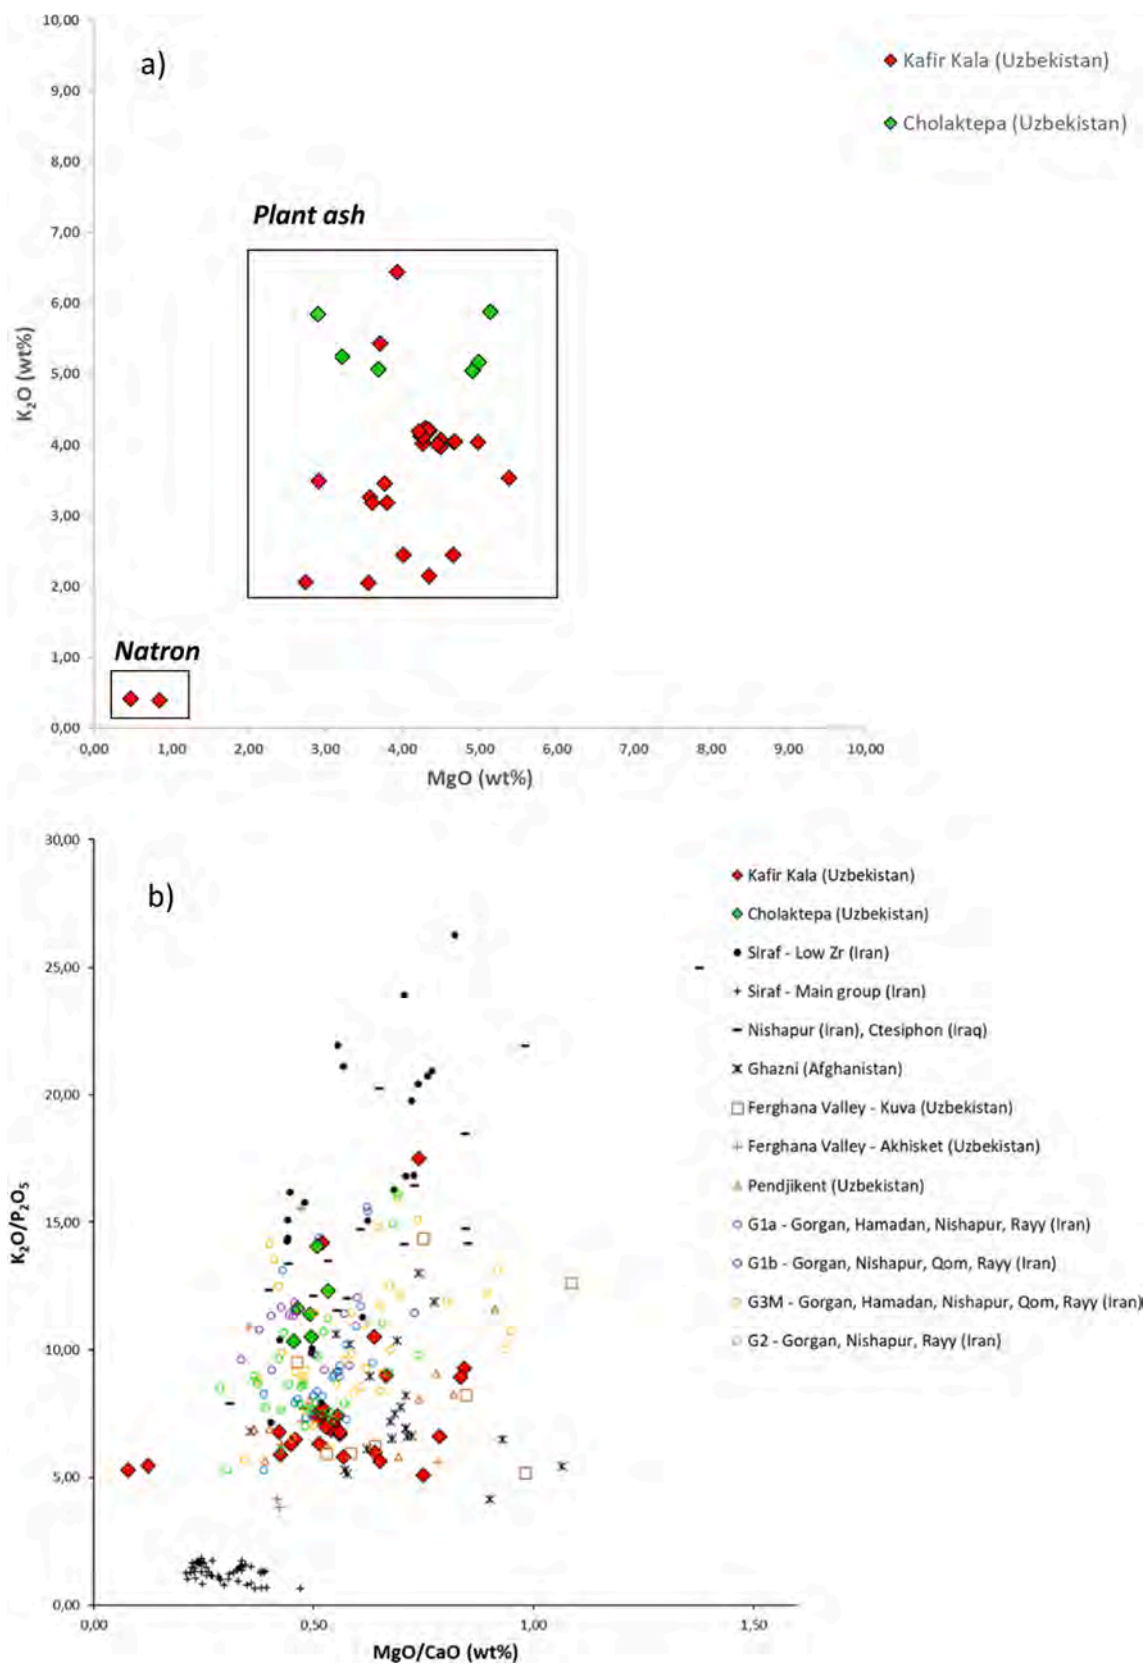 10,00
a)
Kafir Kala (Uzbekistan)
9,00
Cholaktepa (Uzbekistan)
8,00
Plant ash
7,00
6,00
K₂O (wt%)
5,00
4,00
3,00
2,00
Natron
1,00
0,00
0,00 1,00 2,00 3,00 4,00 5,00 6,00 7,00 8,00 9,00 10,00
MgO (wt%)
30,00
b)
Kafir Kala (Uzbekistan)
Cholaktepa (Uzbekistan)
Siraf - Low Zr (Iran)
25,00
Siraf - Main group (Iran)
Nishapur (Iran), Ctesiphon (Iraq)
Ghazni (Afghanistan)
20,00
Ferghana Valley - Kuva (Uzbekistan)
Ferghana Valley - Akhisket (Uzbekistan)
K₂O/P₂O₅
Pendjikent (Uzbekistan)
15,00
G1a - Gorgan, Hamadan, Nishapur, Rayy (Iran)
G1b - Gorgan, Nishapur, Qom, Rayy (Iran)
G3M - Gorgan, Hamadan, Nishapur, Qom, Rayy (Iran)
10,00
G2 - Gorgan, Nishapur, Rayy (Iran)
5,00
0,00
0,00 0,50 1,00 1,50
MgO/CaO (wt%)